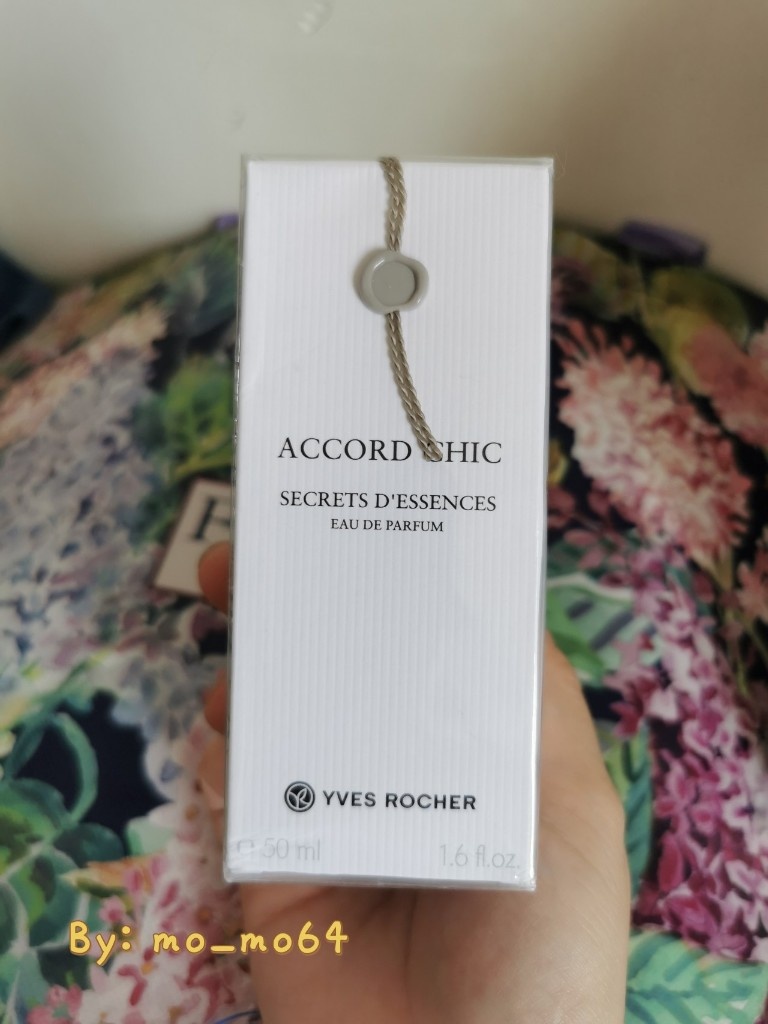 ACCORD CHIC
SECRETS D'ESSENCES
EAU DE PARFUM
YVES ROCHER
e 50 ml 1.6 fl.oz.
By: mo_mo64